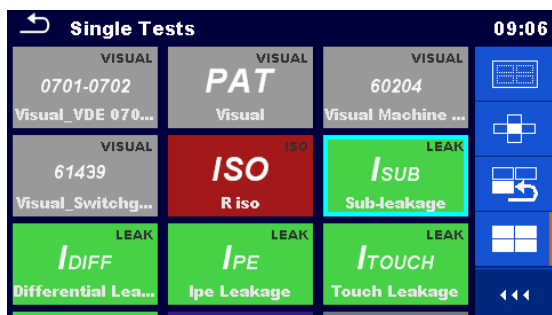 Single Tests
09:06
VISUAL
0701-0702
Visual_VDE 070...
VISUAL
PAT
Visual
VISUAL
60204
Visual Machine ...
VISUAL
61439
Visual_Switchg...
ISO
ISO
R iso
LEAK
ISUB
Sub-leakage
LEAK
IDIFF
Differential Lea...
LEAK
IPE
Ipe Leakage
LEAK
ITOUCH
Touch Leakage